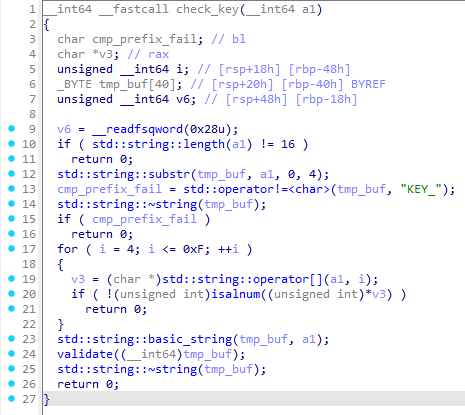 1 __int64 __fastcall check_key(__int64 a1)
2 {
3 char cmp_prefix_fail; // bl
4 char *v3; // rax
5 unsigned __int64 i; // [rsp+18h] [rbp-48h]
6 _BYTE tmp_buf[40]; // [rsp+20h] [rbp-40h] BYREF
7 unsigned __int64 v6; // [rsp+48h] [rbp-18h]
8
9 v6 = __readfsqword(0x28u);
10 if ( std::string::length(a1) != 16 )
11 return 0;
12 std::string::substr(tmp_buf, a1, 0, 4);
13 cmp_prefix_fail = std::operator!=<char>(tmp_buf, "KEY_");
14 std::string::~string(tmp_buf);
15 if ( cmp_prefix_fail )
16 return 0;
17 for ( i = 4; i <= 0xF; ++i )
18 {
19 v3 = (char *)std::string::operator[](a1, i);
20 if ( !(unsigned int)isalnum((unsigned int)*v3) )
21 return 0;
22 }
23 std::string::basic_string(tmp_buf, a1);
24 validate((__int64)tmp_buf);
25 std::string::~string(tmp_buf);
26 return 0;
27 }